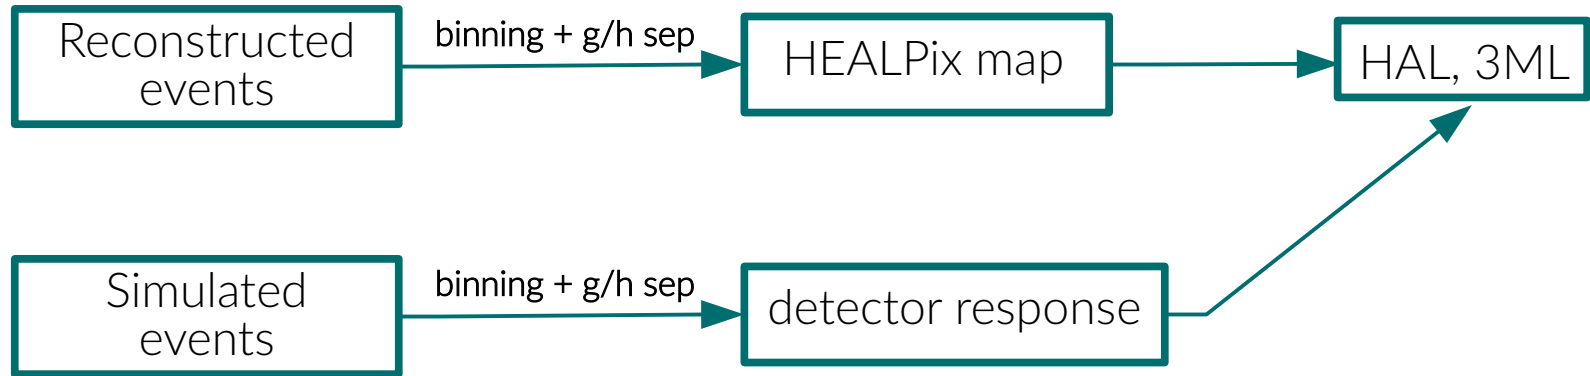 Reconstructed
events
binning + g/h sep
HEALPix map
HAL, 3ML
Simulated
events
binning + g/h sep
detector response